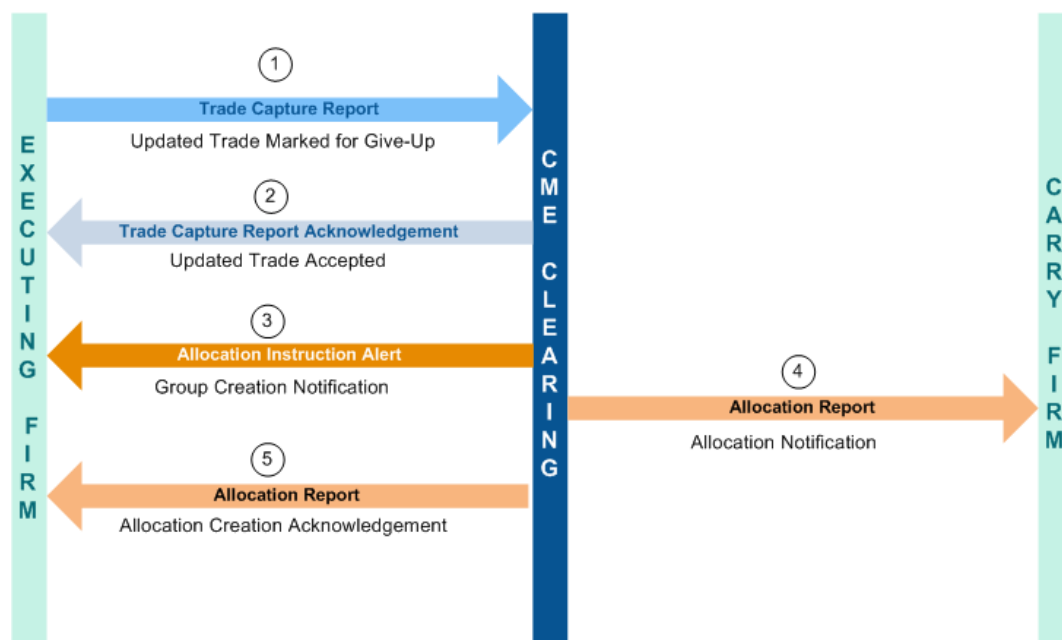 EXECUTING FIRM
1
Trade Capture Report
Updated Trade Marked for Give-Up
2
Trade Capture Report Acknowledgement
Updated Trade Accepted
3
Allocation Instruction Alert
Group Creation Notification
5
Allocation Report
Allocation Creation Acknowledgement
CME CLEARING
4
Allocation Report
Allocation Notification
CARRY FIRM